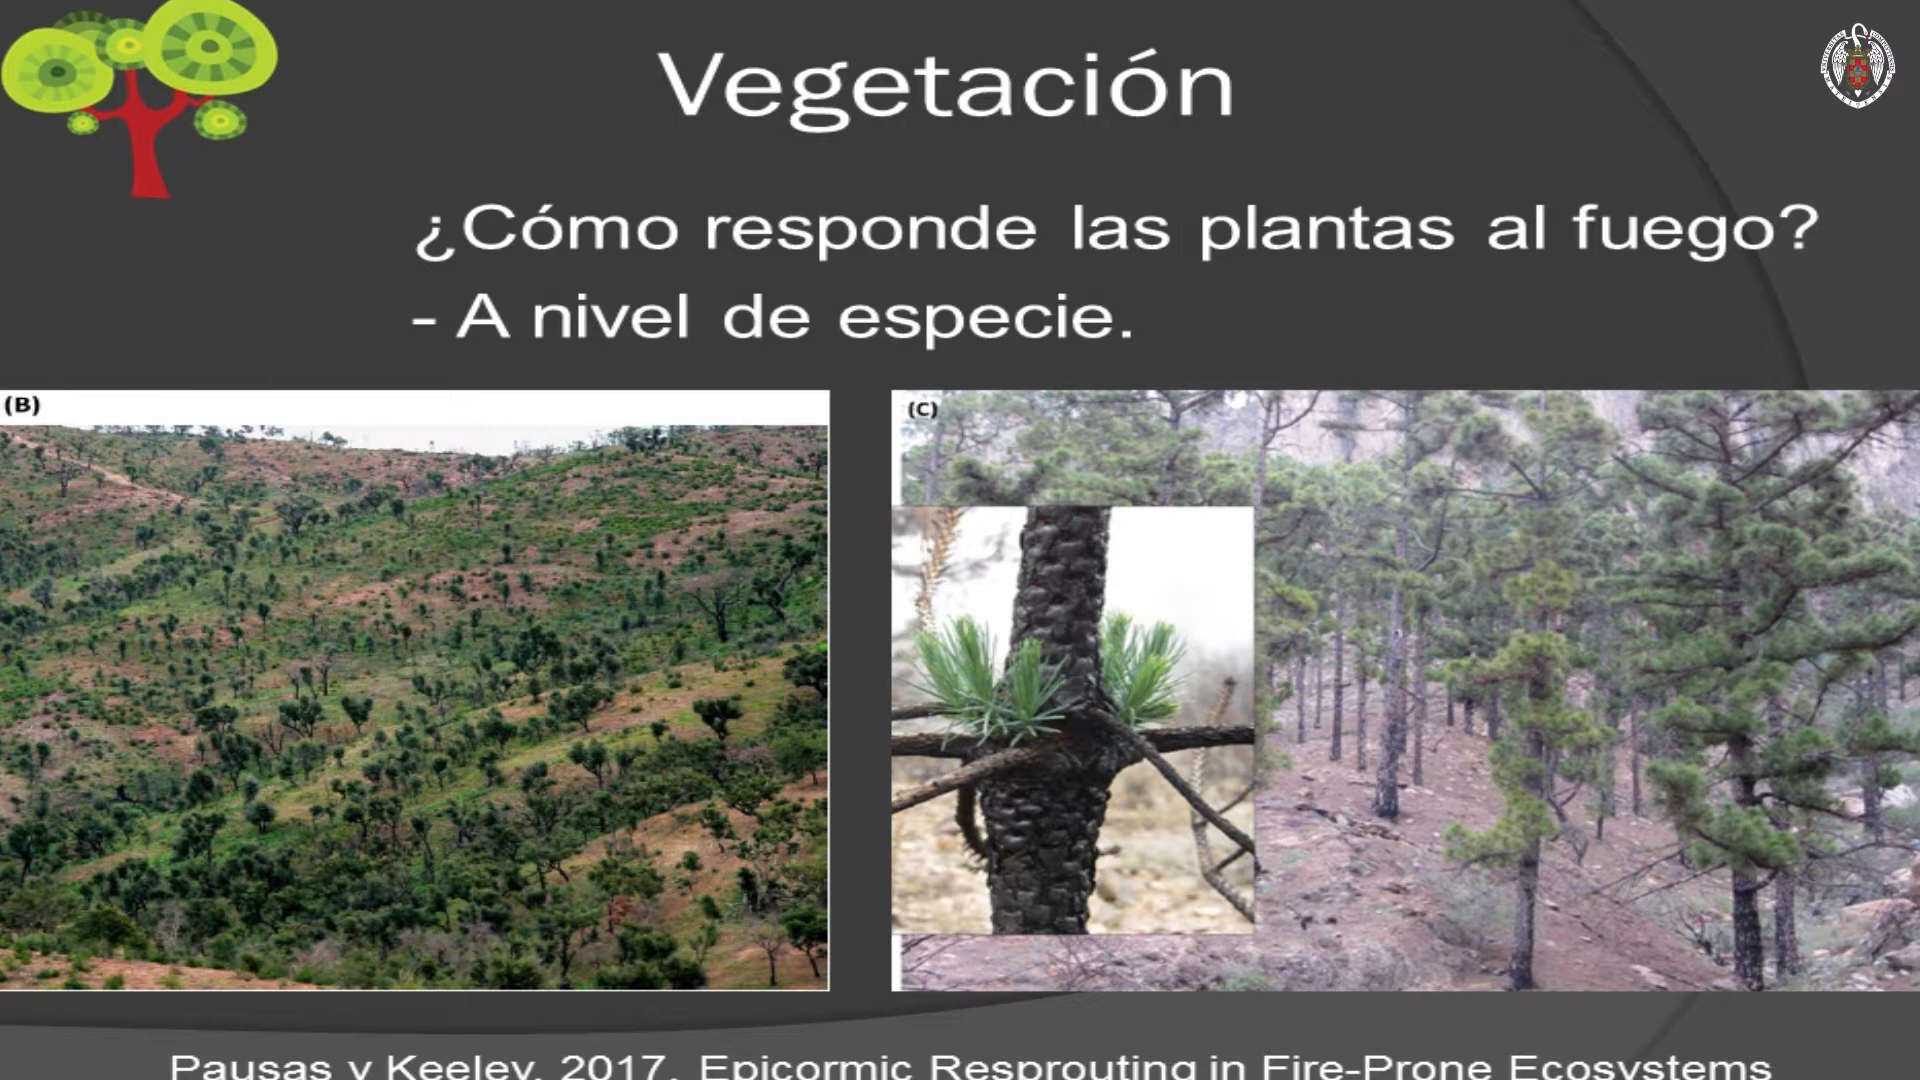 Vegetación
¿Cómo responde las plantas al fuego?
- A nivel de especie.
(B)
(C)
Pausas y Keeley, 2017. Epicormic Resprouting in Fire-Prone Ecosystems